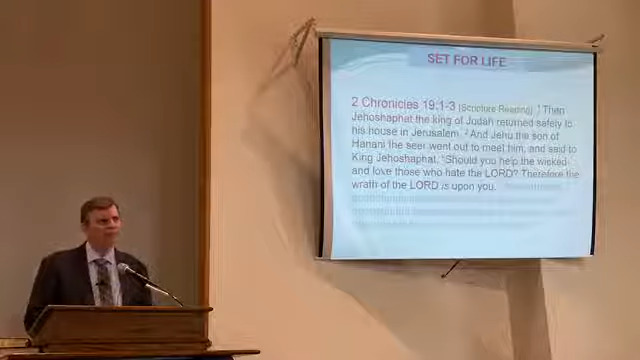 SET FOR LIFE
2 Chronicles 19:1-3 (Scripture Reading) 1 Then
Jehoshaphat the king of Judah returned safely to
his house in Jerusalem. 2 And Jehu the son of
Hanani the seer went out to meet him, and said to
King Jehoshaphat, "Should you help the wicked
and love those who hate the LORD? Therefore the
wrath of the LORD is upon you.